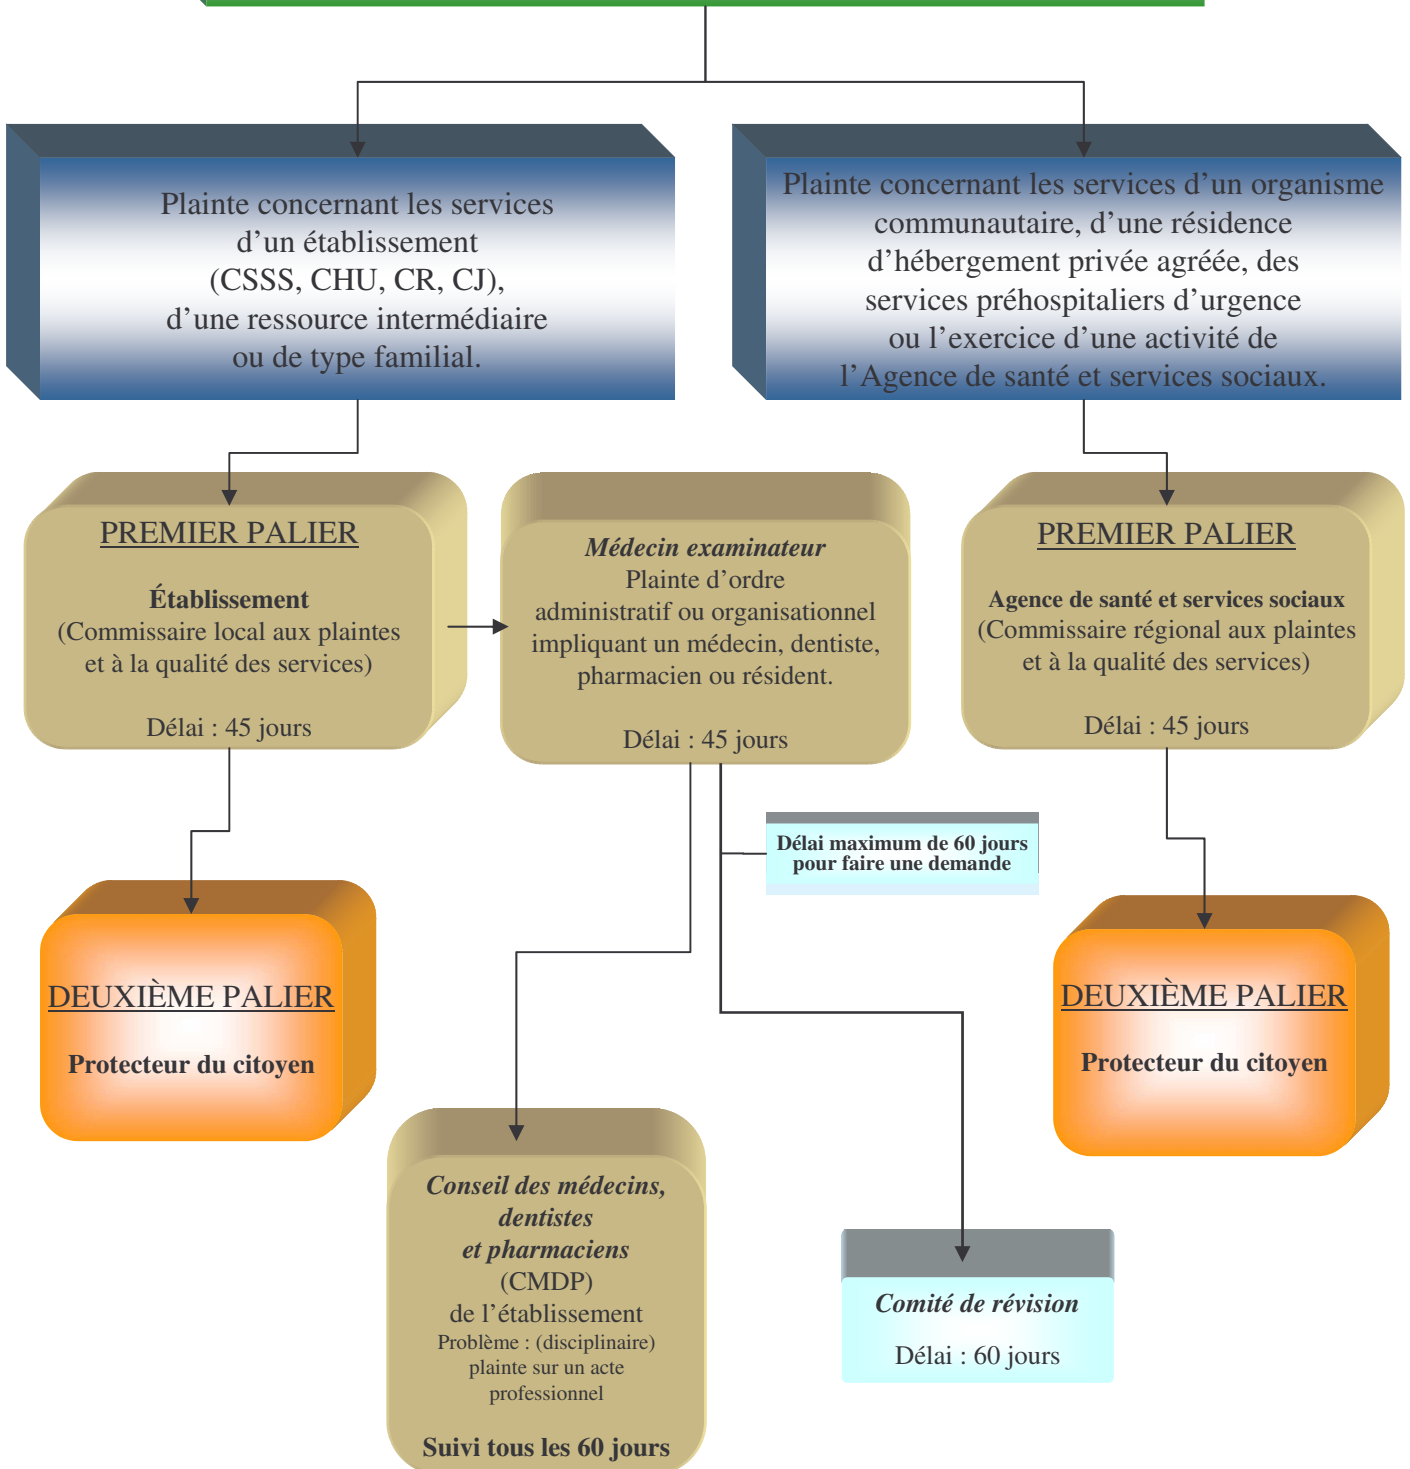 Plainte concernant les services
d’un établissement
(CSSS, CHU, CR, CJ),
d’une ressource intermédiaire
ou de type familial.
Plainte concernant les services d’un organisme
communautaire, d’une résidence
d’hébergement privée agréée, des
services préhospitaliers d’urgence
ou l’exercice d’une activité de
l’Agence de santé et services sociaux.
PREMIER PALIER
Établissement
(Commissaire local aux plaintes
et à la qualité des services)
Délai : 45 jours
Médecin examinateur
Plainte d’ordre
administratif ou organisationnel
impliquant un médecin, dentiste,
pharmacien ou résident.
Délai : 45 jours
PREMIER PALIER
Agence de santé et services sociaux
(Commissaire régional aux plaintes
et à la qualité des services)
Délai : 45 jours
Délai maximum de 60 jours
pour faire une demande
DEUXIÈME PALIER
Protecteur du citoyen
DEUXIÈME PALIER
Protecteur du citoyen
Conseil des médecins,
dentistes
et pharmaciens
(CMDP)
de l’établissement
Problème : (disciplinaire)
plainte sur un acte
professionnel
Suivi tous les 60 jours
Comité de révision
Délai : 60 jours